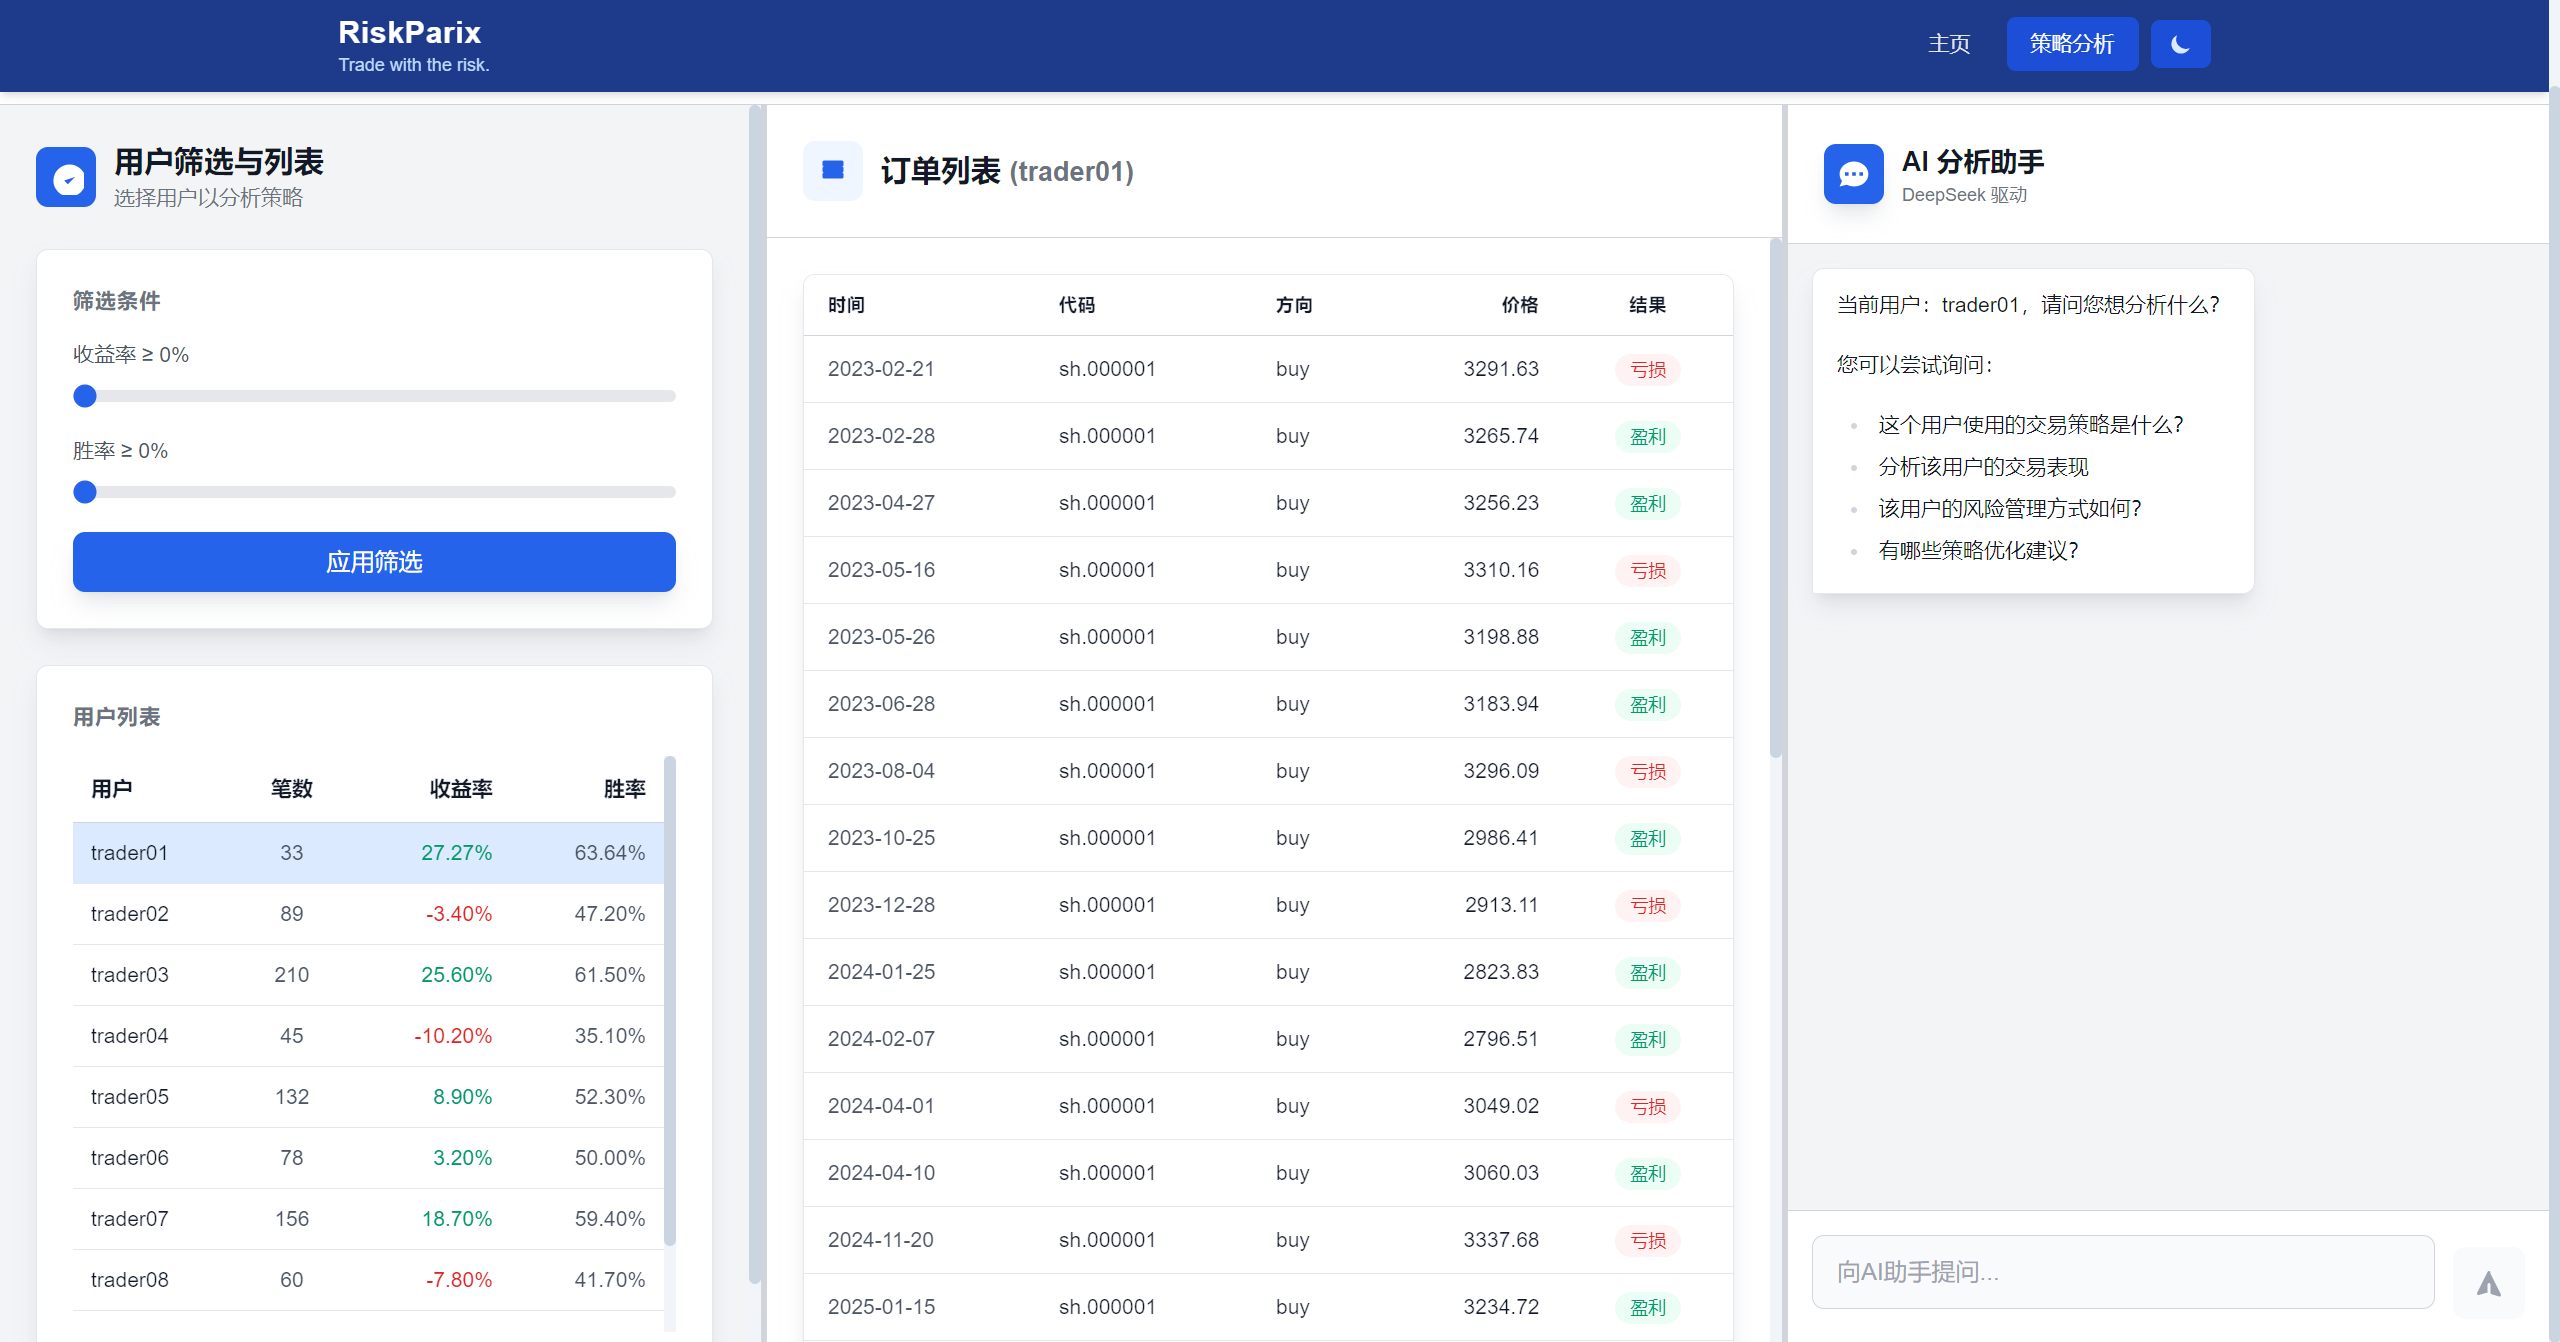 RiskParix
Trade with the risk.
主页
策略分析
用户筛选与列表
选择用户以分析策略
筛选条件
收益率 ≥ 0%
胜率 ≥ 0%
应用筛选
用户列表
用户 笔数 收益率 胜率
trader01 33 27.27% 63.64%
trader02 89 -3.40% 47.20%
trader03 210 25.60% 61.50%
trader04 45 -10.20% 35.10%
trader05 132 8.90% 52.30%
trader06 78 3.20% 50.00%
trader07 156 18.70% 59.40%
trader08 60 -7.80% 41.70%
订单列表 (trader01)
时间 代码 方向 价格 结果
2023-02-21 sh.000001 buy 3291.63 亏损
2023-02-28 sh.000001 buy 3265.74 盈利
2023-04-27 sh.000001 buy 3256.23 盈利
2023-05-16 sh.000001 buy 3310.16 亏损
2023-05-26 sh.000001 buy 3198.88 盈利
2023-06-28 sh.000001 buy 3183.94 盈利
2023-08-04 sh.000001 buy 3296.09 亏损
2023-10-25 sh.000001 buy 2986.41 盈利
2023-12-28 sh.000001 buy 2913.11 亏损
2024-01-25 sh.000001 buy 2823.83 盈利
2024-02-07 sh.000001 buy 2796.51 盈利
2024-04-01 sh.000001 buy 3049.02 亏损
2024-04-10 sh.000001 buy 3060.03 盈利
2024-11-20 sh.000001 buy 3337.68 亏损
2025-01-15 sh.000001 buy 3234.72 盈利
AI 分析助手
DeepSeek 驱动
当前用户：trader01，请问您想分析什么？
您可以尝试询问：
这个用户使用的交易策略是什么？
分析该用户的交易表现
该用户的风险管理方式如何？
有哪些策略优化建议？
向AI助手提问...